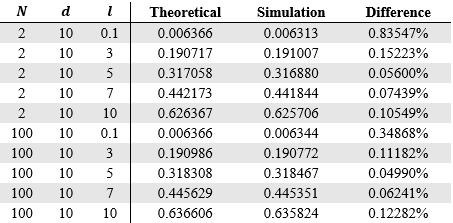 N d l Theoretical Simulation Difference
2 10 0.1 0.006366 0.006313 0.83547%
2 10 3 0.190717 0.191007 0.15223%
2 10 5 0.317058 0.316880 0.05600%
2 10 7 0.442173 0.441844 0.07439%
2 10 10 0.626367 0.625706 0.10549%
100 10 0.1 0.006366 0.006344 0.34868%
100 10 3 0.190986 0.190772 0.11182%
100 10 5 0.318308 0.318467 0.04990%
100 10 7 0.445629 0.445351 0.06241%
100 10 10 0.636606 0.635824 0.12282%